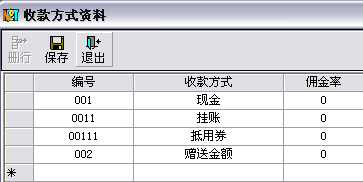 收款方式资料
删行 保存 退出
编号 收款方式 佣金率
001 现金 0
0011 挂账 0
00111 抵用券 0
002 赠送金额 0
*